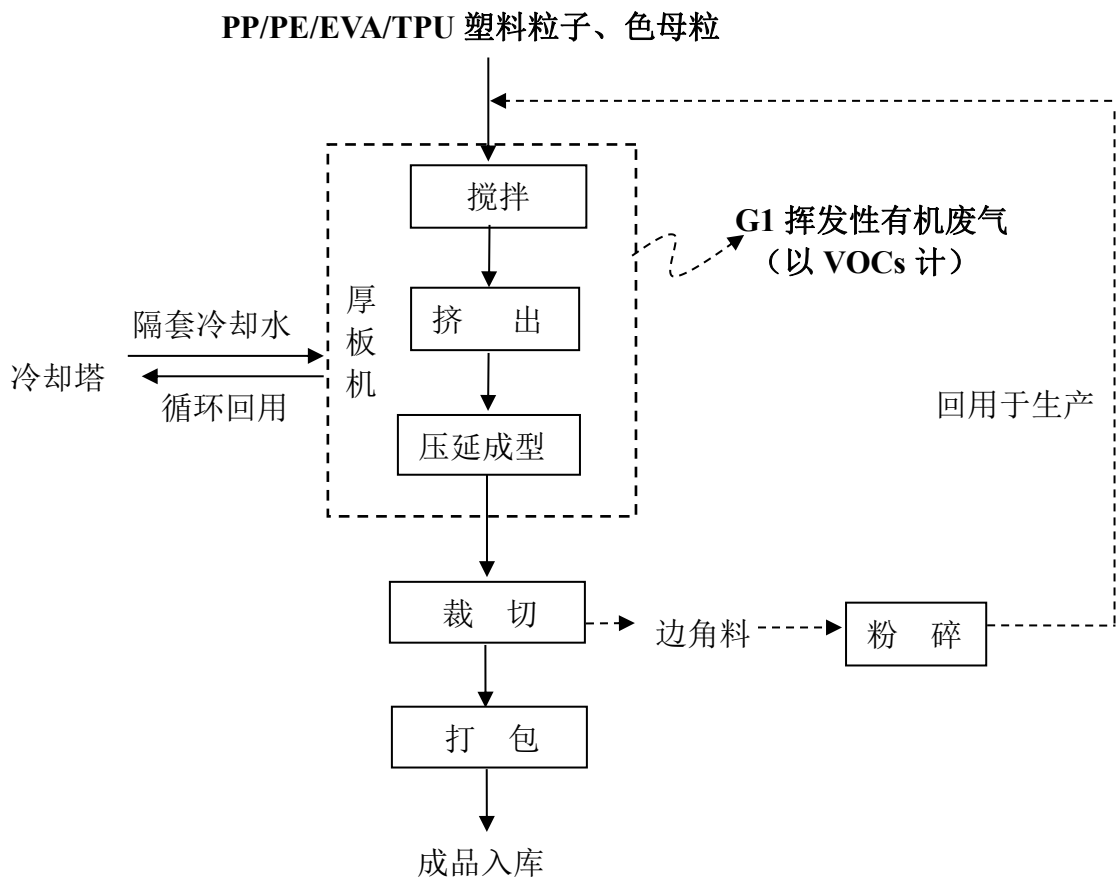 PP/PE/EVA/TPU 塑料粒子、色母粒
搅拌
G1 挥发性有机废气
（以 VOCs 计）
厚
板
机
挤 出
隔套冷却水
冷却塔
循环回用
回用于生产
压延成型
裁 切
边角料
粉 碎
打 包
成品入库